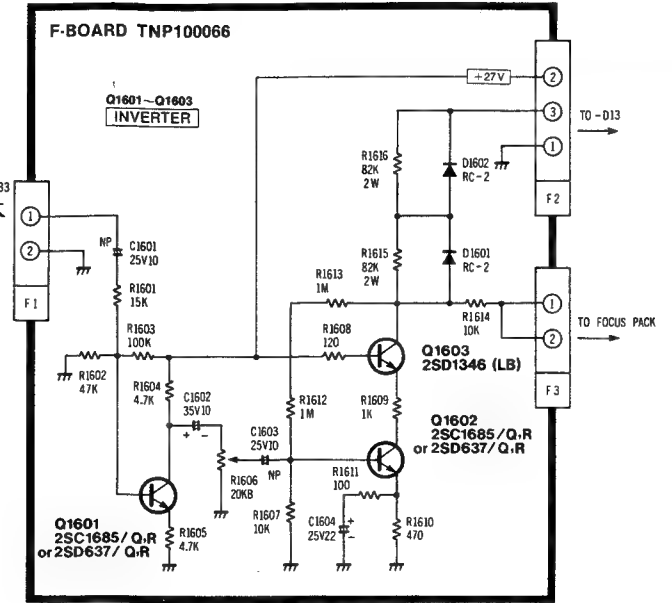 F-BOARD TNP100066
+27V
2
Q1601~Q1603
INVERTER
3
TO -D13
1
F2
R1616
82K
2W
D1602
RC-2
1
2
F1
NP
C1601
25V10
R1601
15K
R1615
82K
2W
D1601
RC-2
R1613
1M
R1614
10K
1
2
TO FOCUS PACK
F3
R1603
100K
R1608
120
Q1603
2SD1346 (LB)
R1602
47K
R1604
4.7K
C1602
35V10
+ -
R1612
1M
R1609
1K
Q1602
2SC1685/Q,R
or 2SD637/Q,R
C1603
25V10
NP
R1606
20KB
R1611
100
R1607
10K
C1604
25V22
+
-
R1610
470
Q1601
2SC1685/Q,R
or 2SD637/Q,R
R1605
4.7K